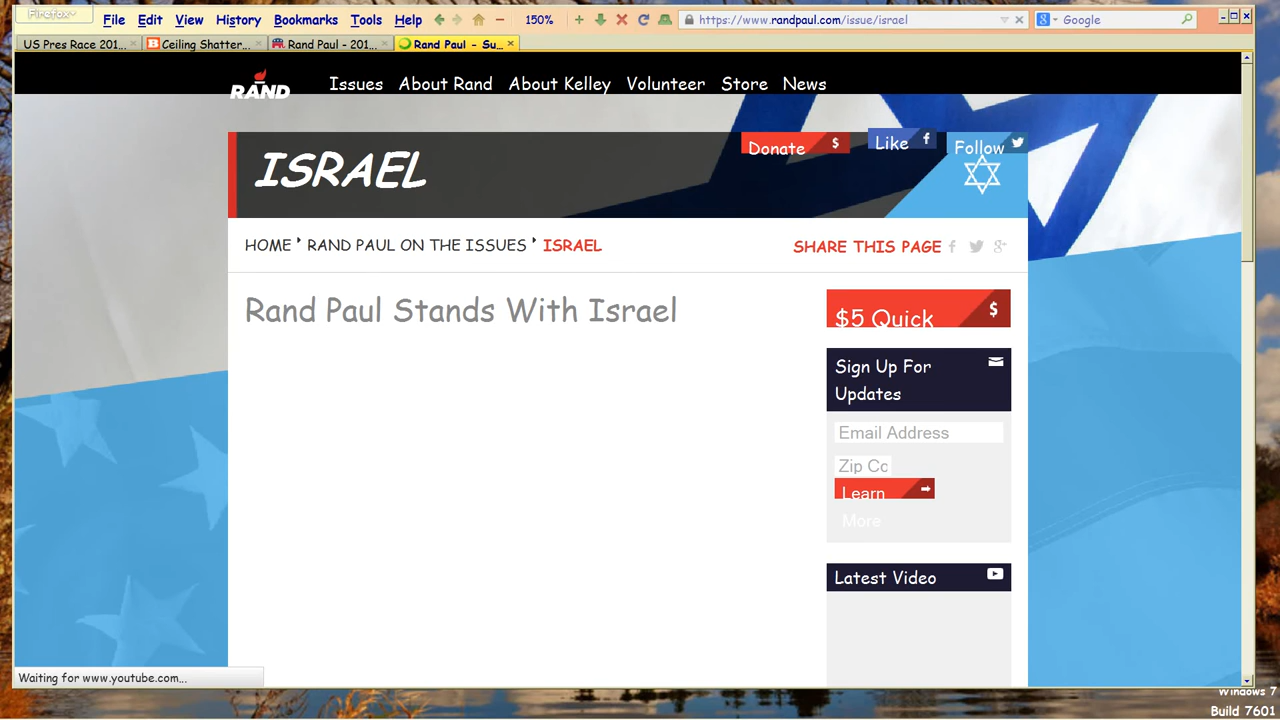 Firefox
File Edit View History Bookmarks Tools Help 150% https://www.randpaul.com/issue/israel Google
US Pres Race 201... Ceiling Shatter... Rand Paul - 201... Rand Paul - Su...
RAND Issues About Rand About Kelley Volunteer Store News
ISRAEL
Donate $ Like f Follow
HOME RAND PAUL ON THE ISSUES ISRAEL
SHARE THIS PAGE
Rand Paul Stands With Israel
$5 Quick $
Sign Up For
Updates
Email Address
Zip Co
Learn
More
Latest Video
Waiting for www.youtube.com...
Windows 7
Build 7601